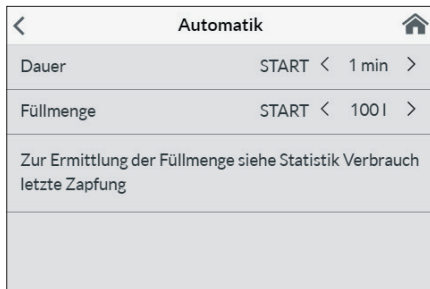 Automatik
Dauer START < 1 min >
Füllmenge START < 100 l >
Zur Ermittlung der Füllmenge siehe Statistik Verbrauch
letzte Zapfung